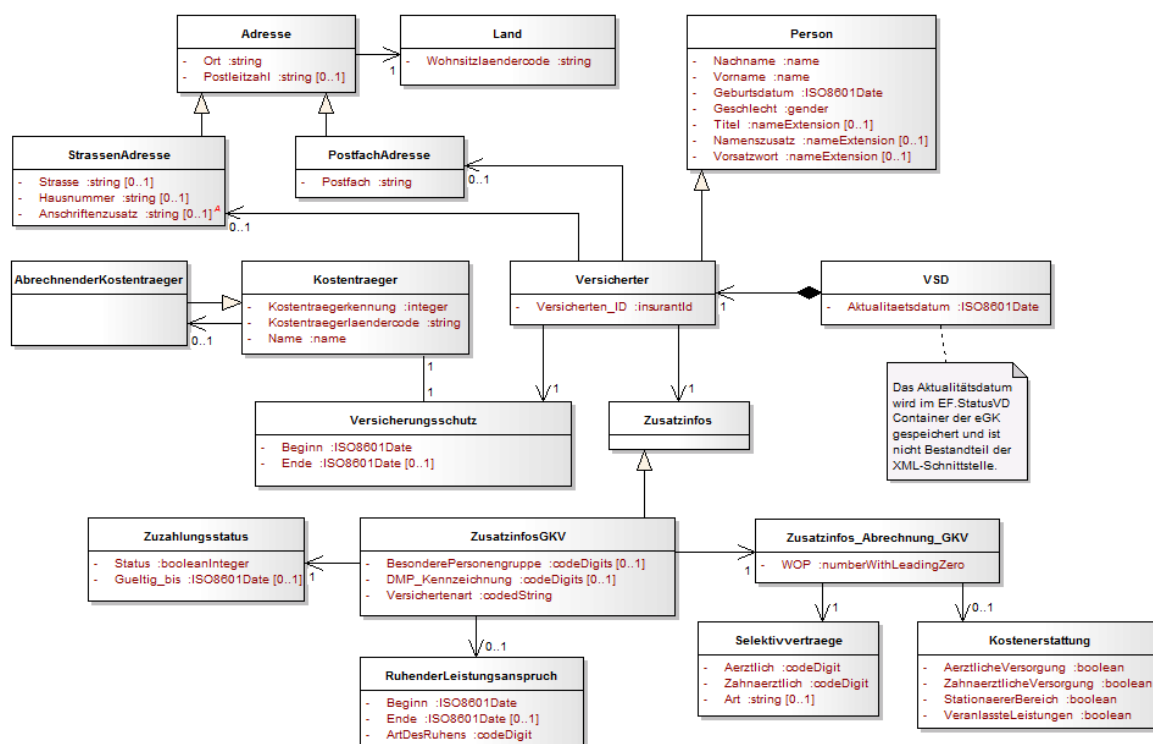 Adresse
- Ort :string
- Postleitzahl :string [0..1]
Land
- Wohnsitzlaendercode :string
1
Person
- Nachname :name
- Vorname :name
- Geburtsdatum :ISO8601Date
- Geschlecht :gender
- Titel :nameExtension [0..1]
- Namenszusatz :nameExtension [0..1]
- Vorsatzwort :nameExtension [0..1]
StrassenAdresse
- Strasse :string [0..1]
- Hausnummer :string [0..1]
- Anschriftenzusatz :string [0..1]
0..1
PostfachAdresse
- Postfach :string
0..1
AbrechnenderKostentraeger
0..1
Kostentraeger
- Kostentraegerkennung :integer
- Kostentraegerlaendercode :string
- Name :name
1
1
Versicherter
- Versicherten_ID :insurantId
1
VSD
- Aktualitaetsdatum :ISO8601Date
Das Aktualitätsdatum
wird im EF.StatusVD
Container der eGK
gespeichert und ist
nicht Bestandteil der
XML-Schnittstelle.
Versicherungsschutz
- Beginn :ISO8601Date
- Ende :ISO8601Date [0..1]
1
Zusatzinfos
1
Zuzahlungsstatus
- Status :booleanInteger
- Gueltig_bis :ISO8601Date [0..1]
1
ZusatzinfosGKV
- BesonderePersonengruppe :codeDigits [0..1]
- DMP_Kennzeichnung :codeDigits [0..1]
- Versichertenart :codedString
Zusatzinfos_Abrechnung_GKV
- WOP :numberWithLeadingZero
1
0..1
RuhenderLeistungsanspruch
- Beginn :ISO8601Date
- Ende :ISO8601Date [0..1]
- ArtDesRuhens :codeDigit
1
Selektivvertraege
- Aerztlich :codeDigit
- Zahnaerztlich :codeDigit
- Art :string [0..1]
0..1
Kostenerstattung
- AerztlicheVersorgung :boolean
- ZahnaerztlicheVersorgung :boolean
- StationaererBereich :boolean
- VeranlassteLeistungen :boolean